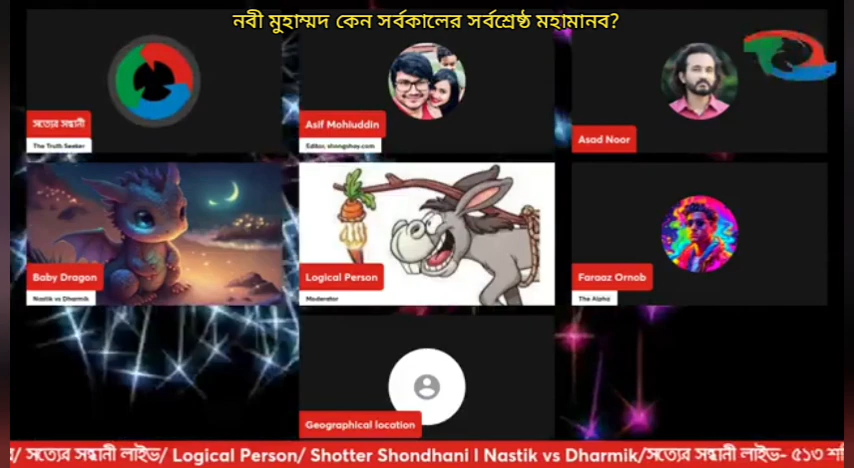 নবী মুহাম্মদ কেন সর্বকালের সর্বশ্রেষ্ঠ মহামানব?
সত্যের সন্ধানী
The Truth Seeker
Asif Mohiuddin
Editor, shongshoy.com
Asad Noor
Baby Dragon
Nastik vs Dharmik
Logical Person
Moderator
Faraaz Ornob
The Alpha
Geographical location
/ সত্যের সন্ধানী লাইভ/ Logical Person/ Shotter Shondhani I Nastik vs Dharmik/সত্যের সন্ধানী লাইভ- ৫১৩